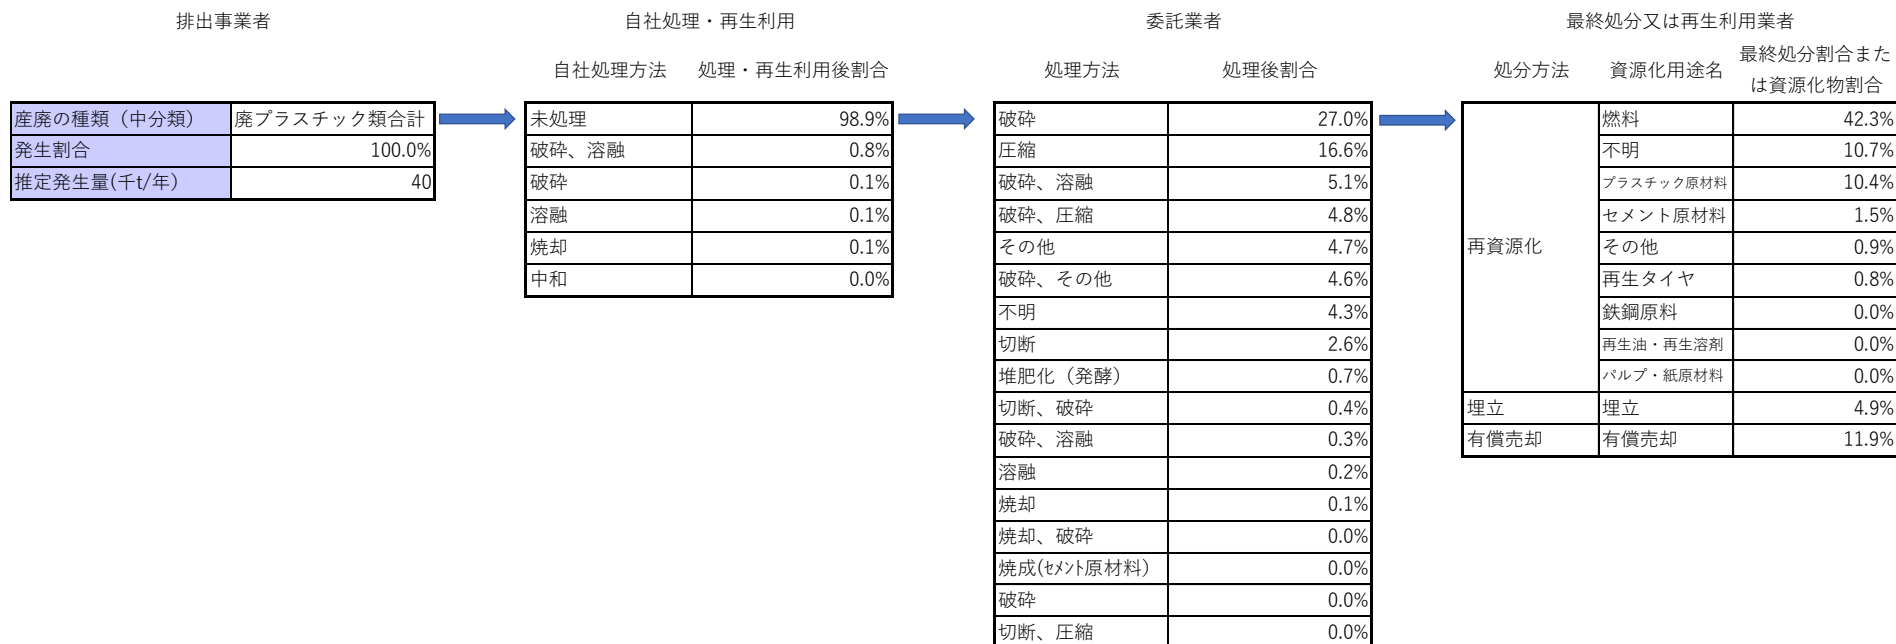 排出事業者
産廃の種類（中分類） 廃プラスチック類合計
発生割合 100.0%
推定発生量(千t/年) 40
自社処理・再生利用
自社処理方法 処理・再生利用後割合
未処理 98.9%
破砕、溶融 0.8%
破砕 0.1%
溶融 0.1%
焼却 0.1%
中和 0.0%
委託業者
処理方法 処理後割合
破砕 27.0%
圧縮 16.6%
破砕、溶融 5.1%
破砕、圧縮 4.8%
その他 4.7%
破砕、その他 4.6%
不明 4.3%
切断 2.6%
堆肥化（発酵） 0.7%
切断、破砕 0.4%
破砕、溶融 0.3%
溶融 0.2%
焼却 0.1%
焼却、破砕 0.0%
焼成(ｾﾒﾝﾄ原材料) 0.0%
破砕 0.0%
切断、圧縮 0.0%
最終処分又は再生利用業者
処分方法 資源化用途名 最終処分割合また
は資源化物割合
再資源化
燃料 42.3%
不明 10.7%
プラスチック原材料 10.4%
セメント原材料 1.5%
その他 0.9%
再生タイヤ 0.8%
鉄鋼原料 0.0%
再生油・再生溶剤 0.0%
パルプ・紙原材料 0.0%
埋立 埋立 4.9%
有償売却 有償売却 11.9%